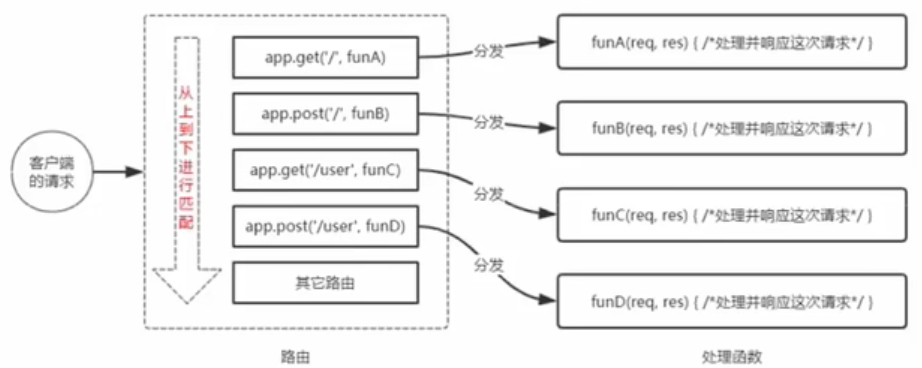 客户端
的请求
从上到下进行匹配
app.get('/', funA)
app.post('/', funB)
app.get('/user', funC)
app.post('/user', funD)
其它路由
路由
分发
分发
分发
分发
funA(req, res) { /*处理并响应这次请求*/ }
funB(req, res) { /*处理并响应这次请求*/ }
funC(req, res) { /*处理并响应这次请求*/ }
funD(req, res) { /*处理并响应这次请求*/ }
处理函数